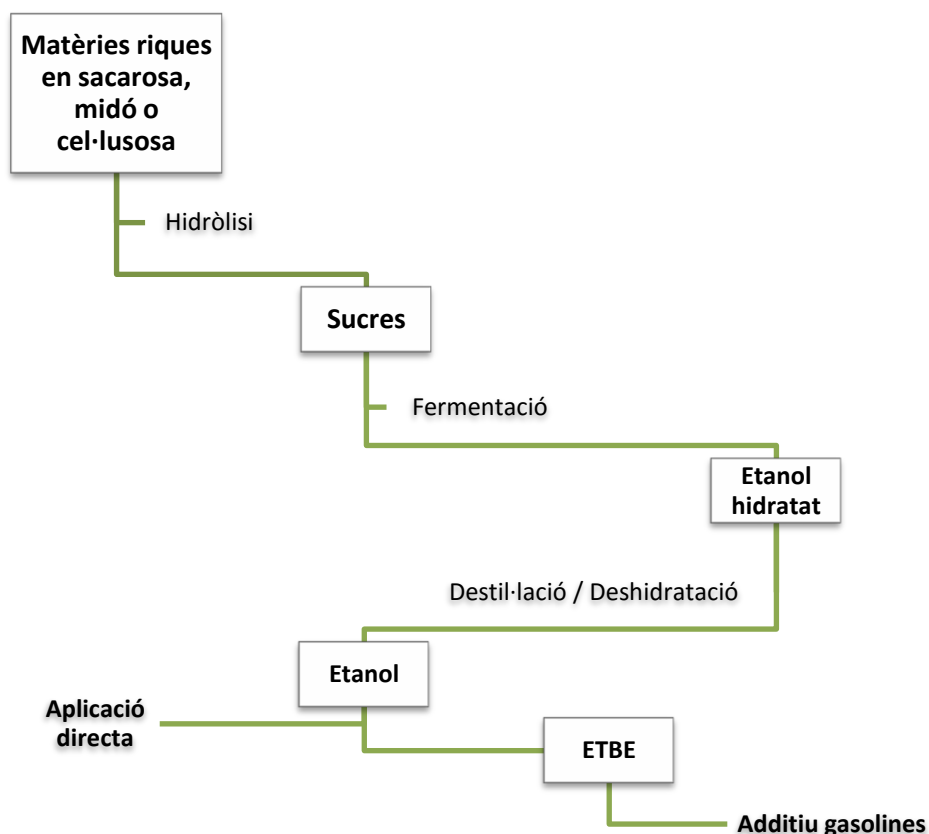 Matèries riques
en sacarosa,
midó o
cel·lusosa
Hidròlisi
Sucres
Fermentació
Etanol
hidratat
Destil·lació / Deshidratació
Etanol
Aplicació
directa
ETBE
Additiu gasolines